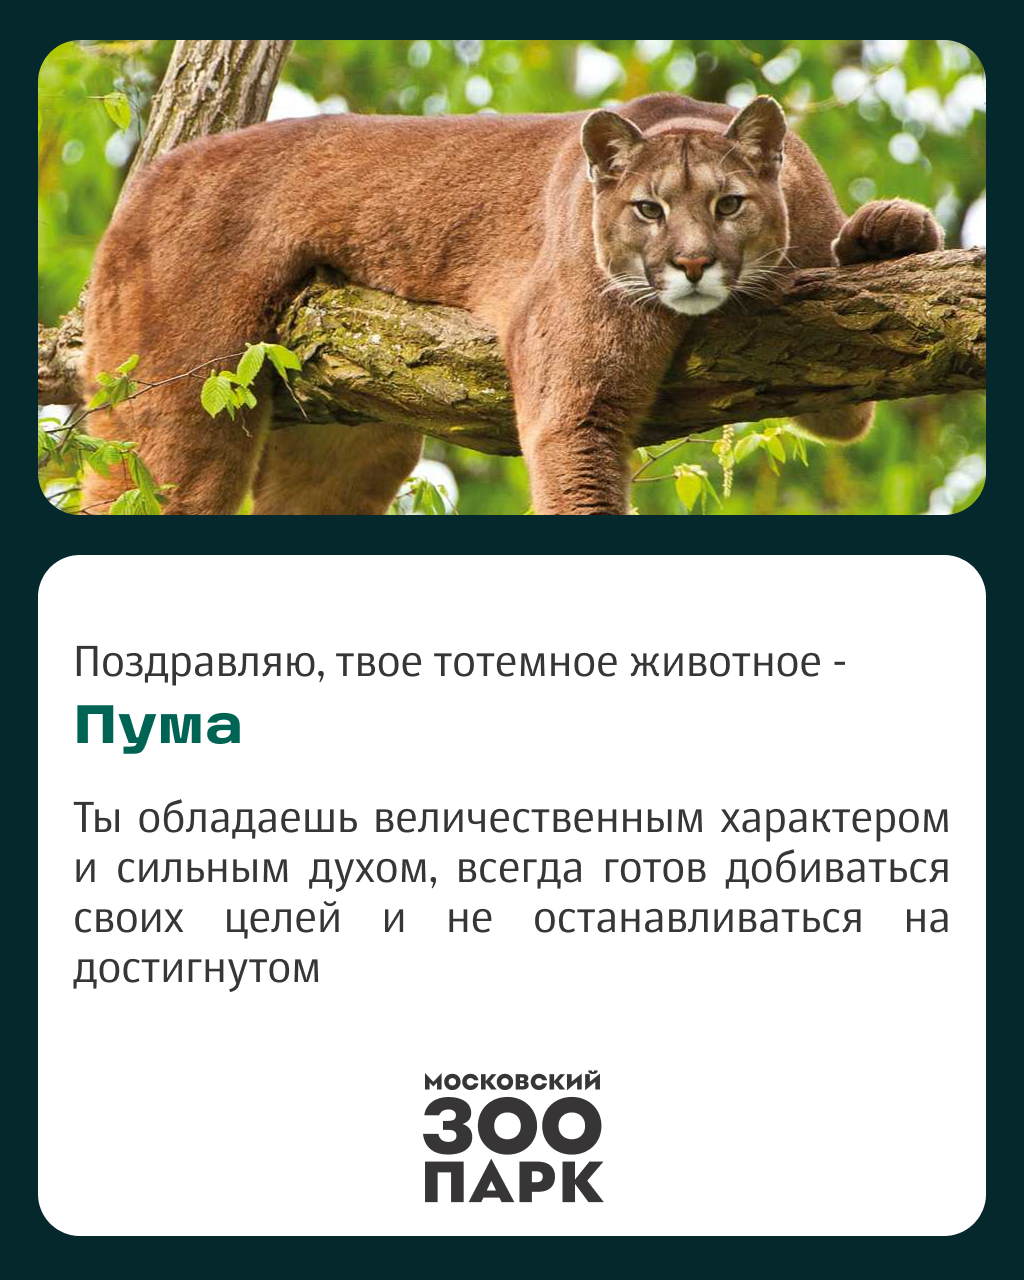 Поздравляю, твое тотемное животное -
Пума
Ты обладаешь величественным характером
и сильным духом, всегда готов добиваться
своих целей и не останавливаться на
достигнутом
МОСКОВСКИЙ
ЗОО
ПАРК